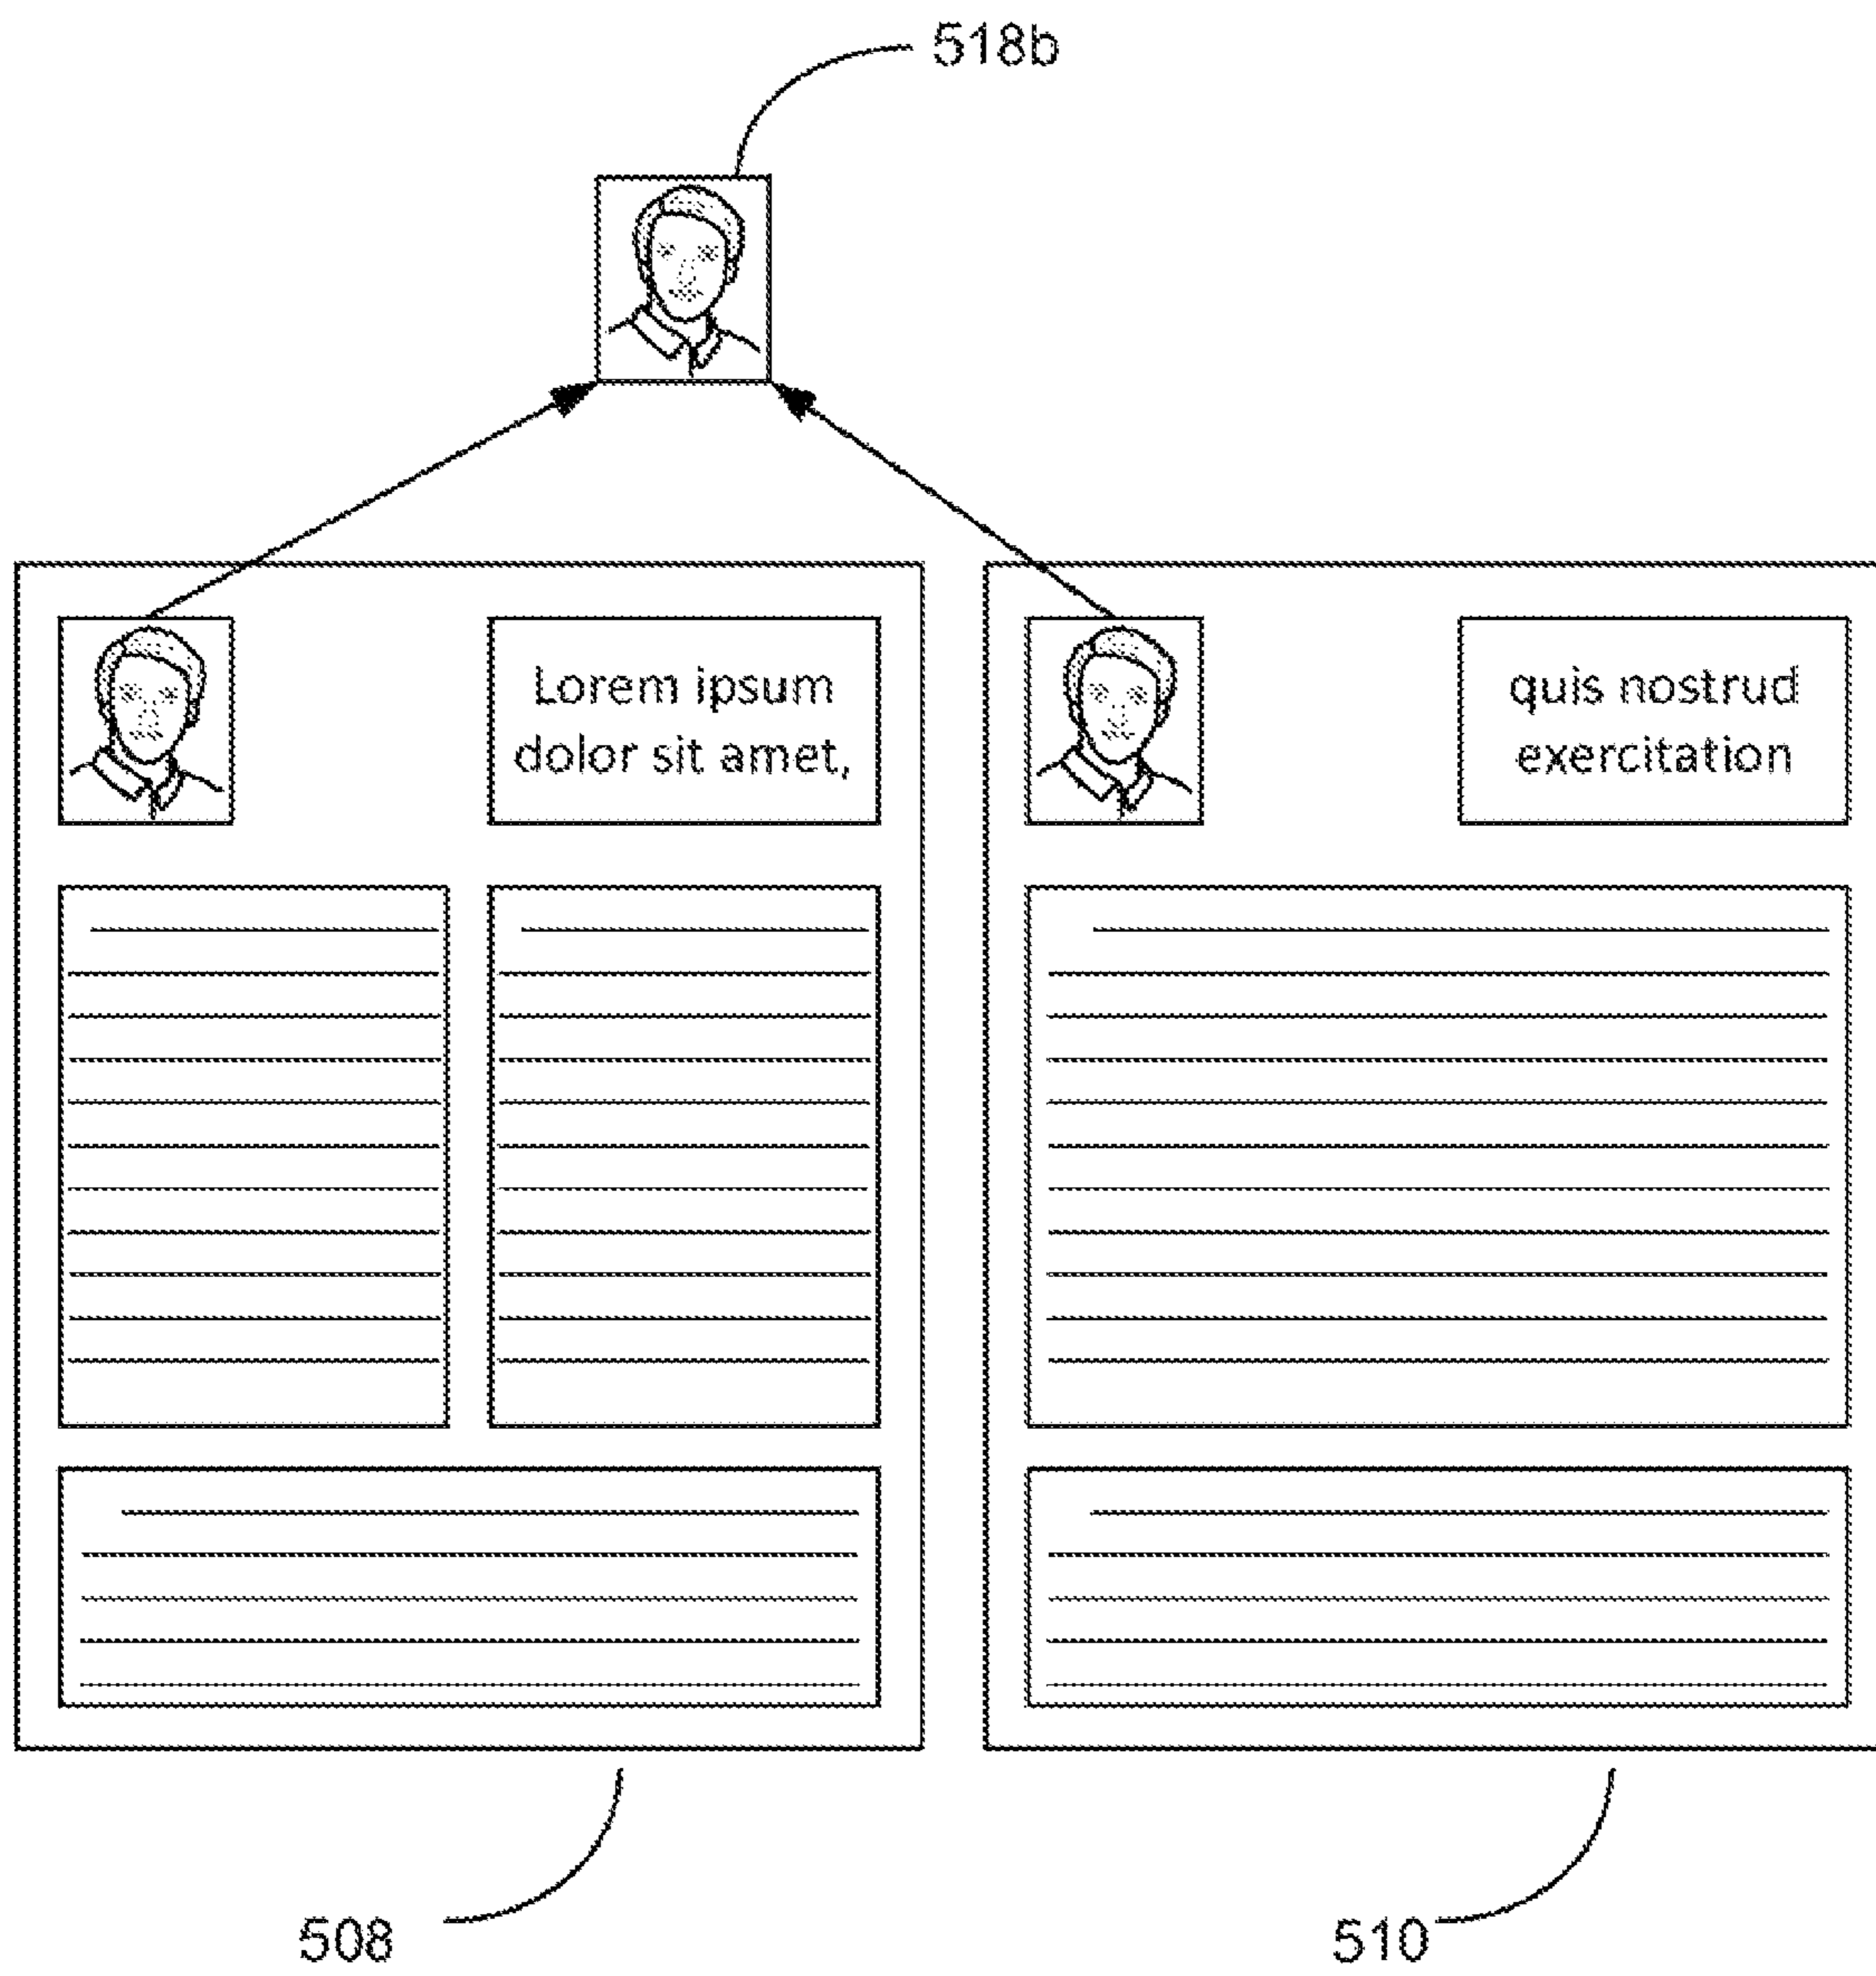 518b
Lorem ipsum
dolor sit amet,
quis nostrud
exercitation
508
510